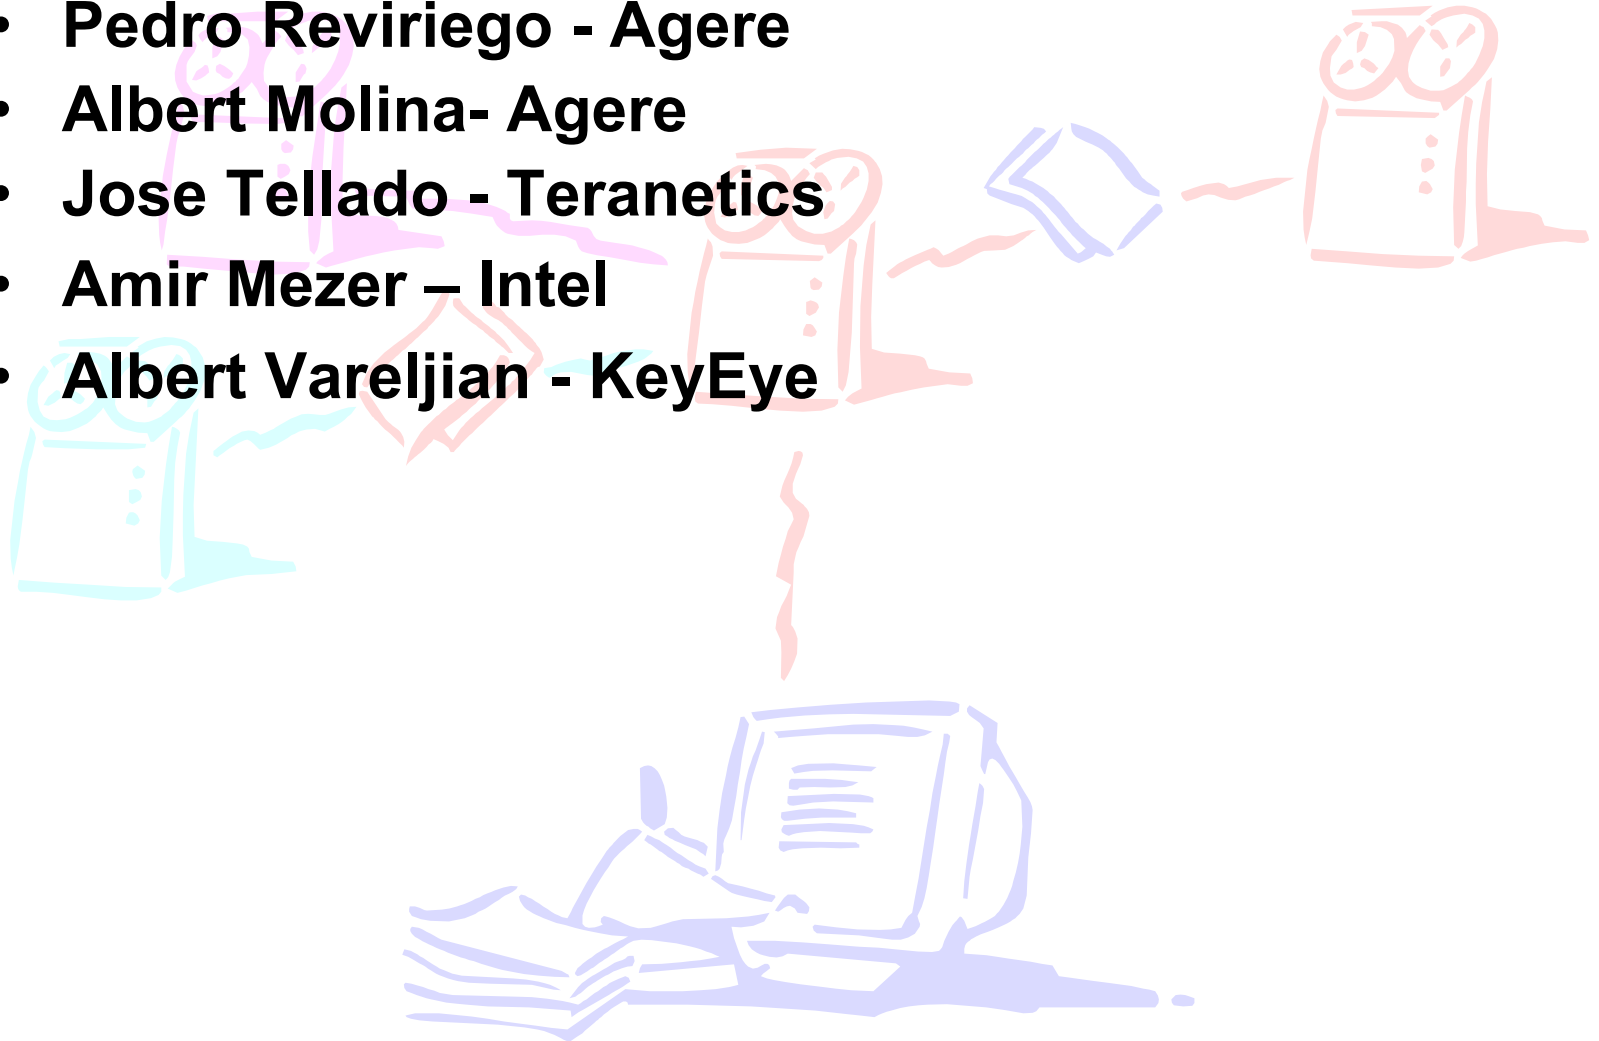 • Pedro Reviriego - Agere
• Albert Molina- Agere
• Jose Tellado - Teranetics
• Amir Mezer – Intel
• Albert Vareljian - KeyEye